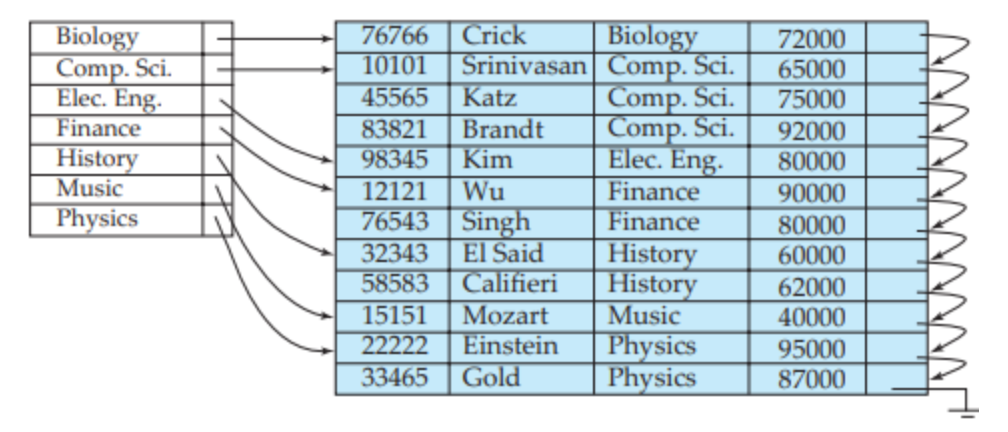 Biology
Comp. Sci.
Elec. Eng.
Finance
History
Music
Physics
76766 Crick Biology 72000
10101 Srinivasan Comp. Sci. 65000
45565 Katz Comp. Sci. 75000
83821 Brandt Comp. Sci. 92000
98345 Kim Elec. Eng. 80000
12121 Wu Finance 90000
76543 Singh Finance 80000
32343 El Said History 60000
58583 Califieri History 62000
15151 Mozart Music 40000
22222 Einstein Physics 95000
33465 Gold Physics 87000